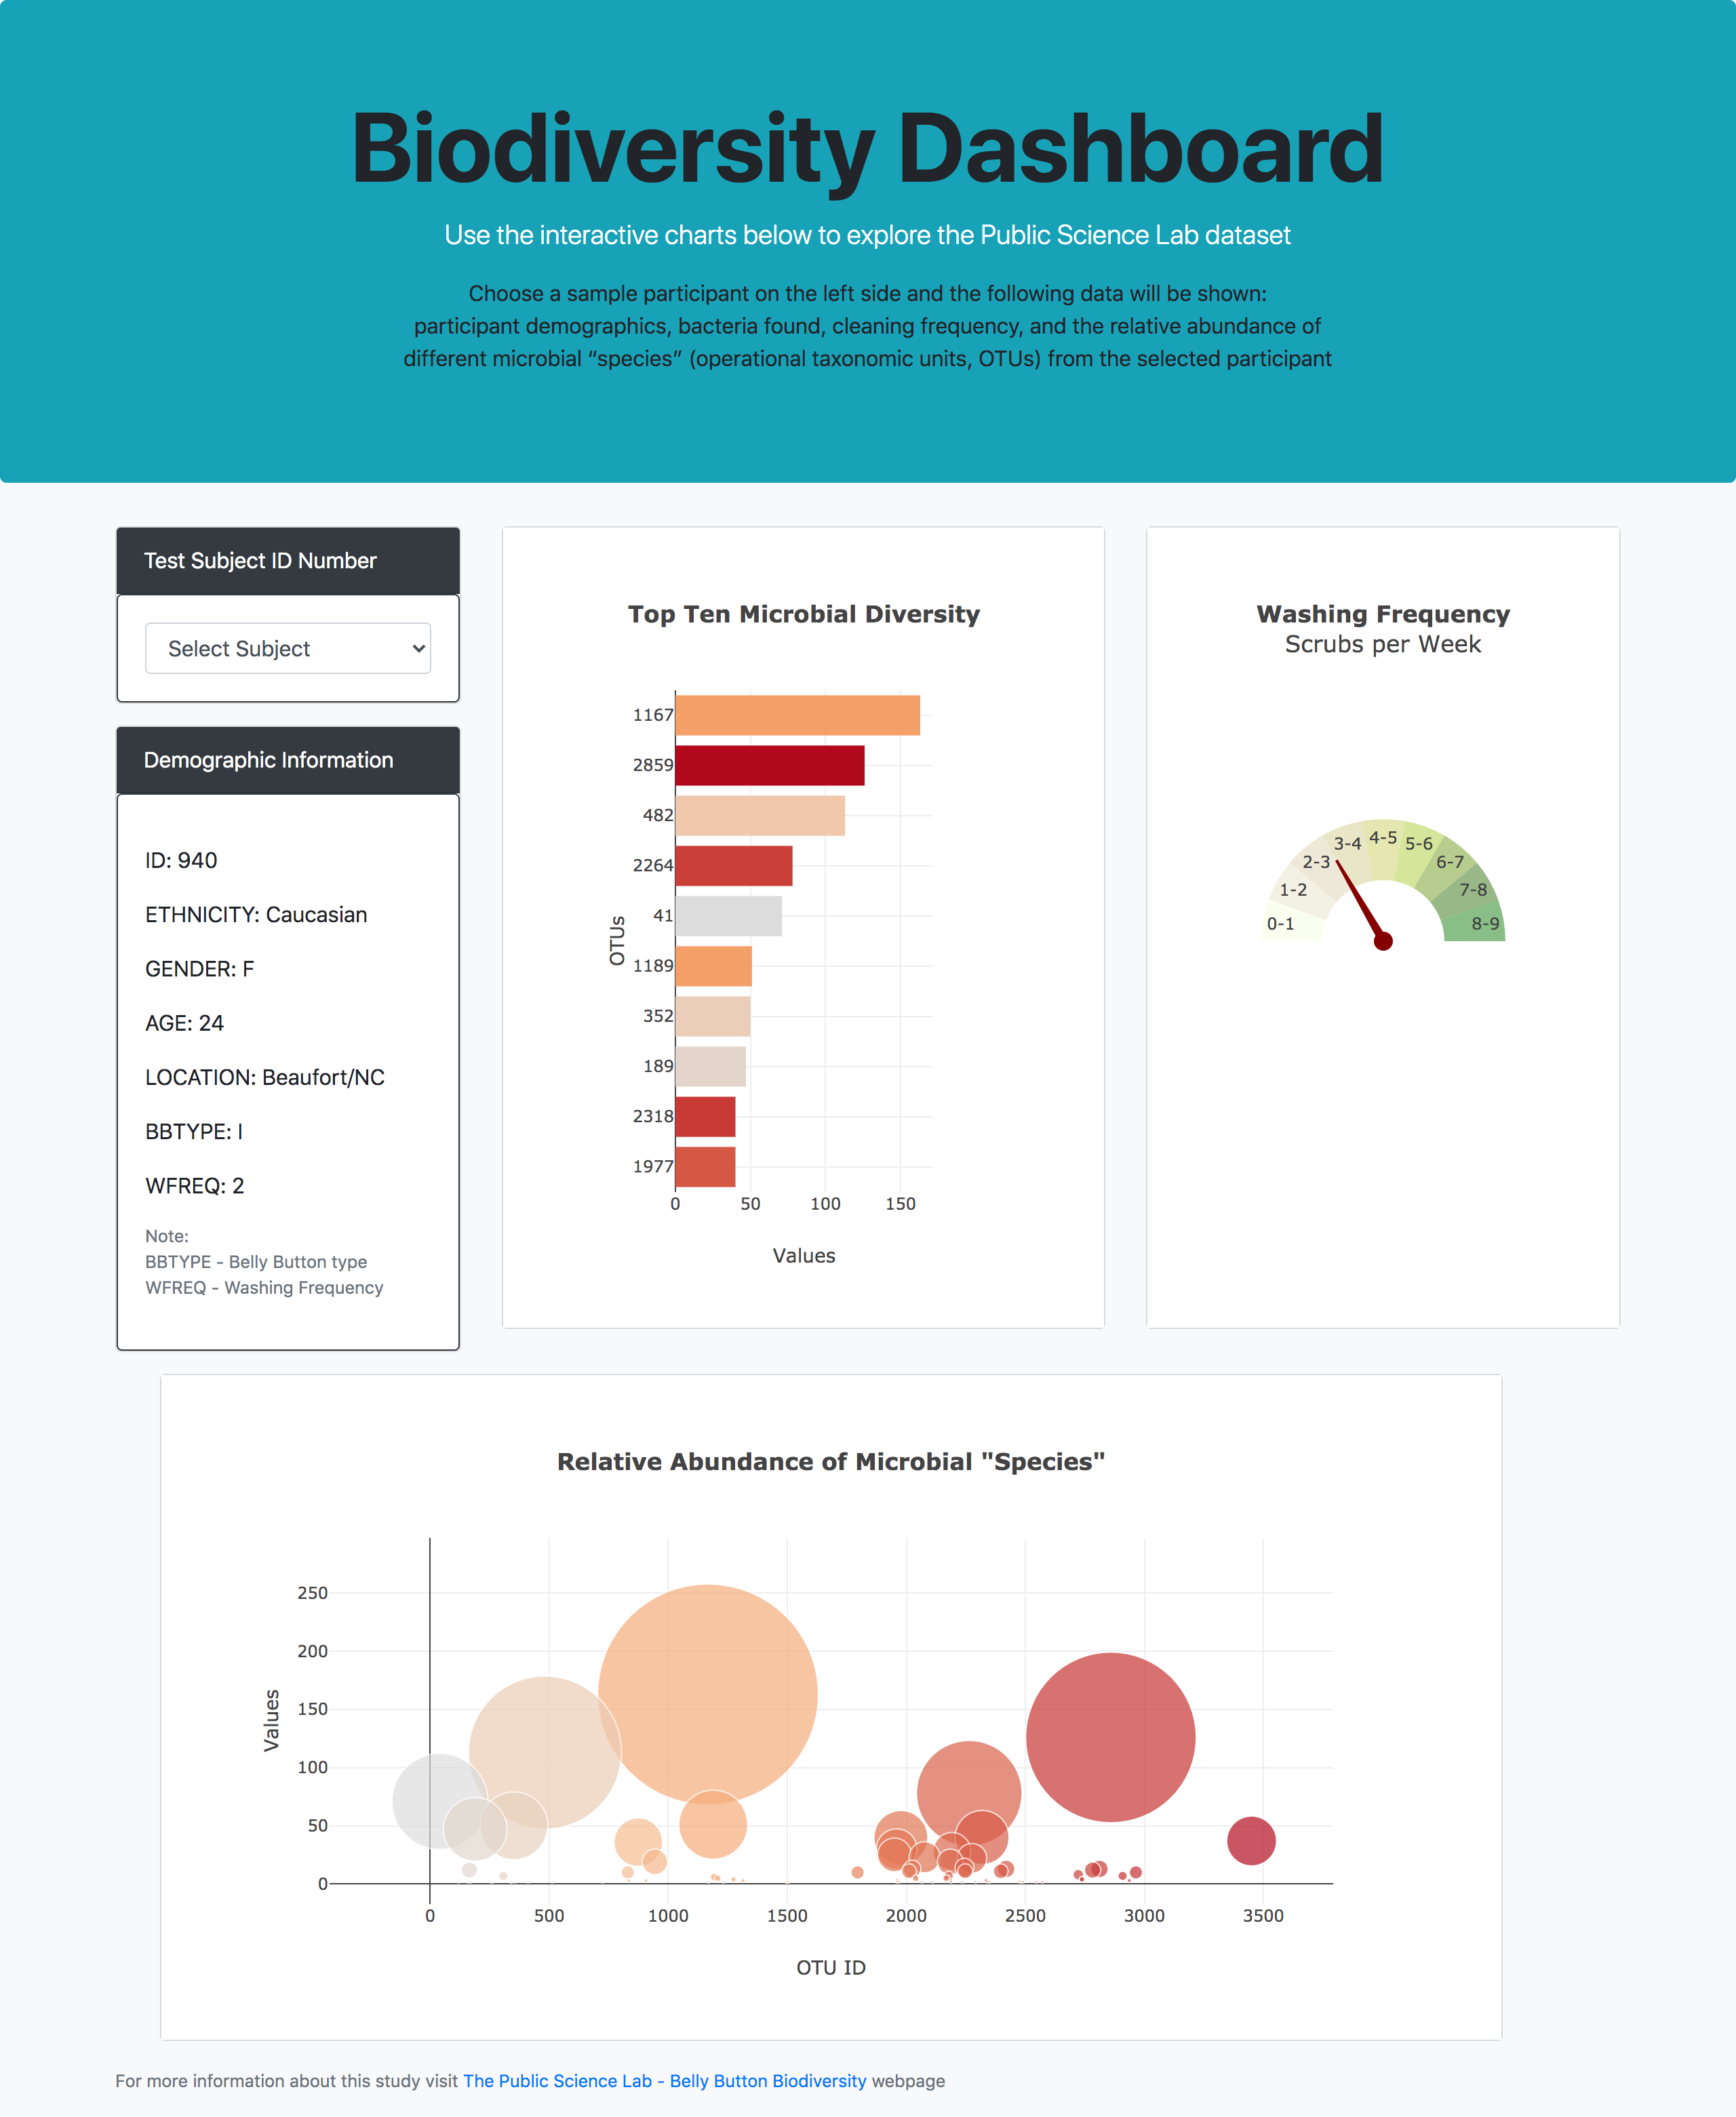 Biodiversity Dashboard
Use the interactive charts below to explore the Public Science Lab dataset
Choose a sample participant on the left side and the following data will be shown:
participant demographics, bacteria found, cleaning frequency, and the relative abundance of
different microbial “species” (operational taxonomic units, OTUs) from the selected participant
Test Subject ID Number
Select Subject
Demographic Information
ID: 940
ETHNICITY: Caucasian
GENDER: F
AGE: 24
LOCATION: Beaufort/NC
BBTYPE: I
WFREQ: 2
Note:
BBTYPE - Belly Button type
WFREQ - Washing Frequency
Top Ten Microbial Diversity
OTUs
1167
2859
482
2264
41
1189
352
189
2318
1977
0 50 100 150
Values
Washing Frequency
Scrubs per Week
0-1
1-2
2-3
3-4
4-5
5-6
6-7
7-8
8-9
Relative Abundance of Microbial "Species"
Values
250
200
150
100
50
0
0 500 1000 1500 2000 2500 3000 3500
OTU ID
For more information about this study visit The Public Science Lab - Belly Button Biodiversity webpage